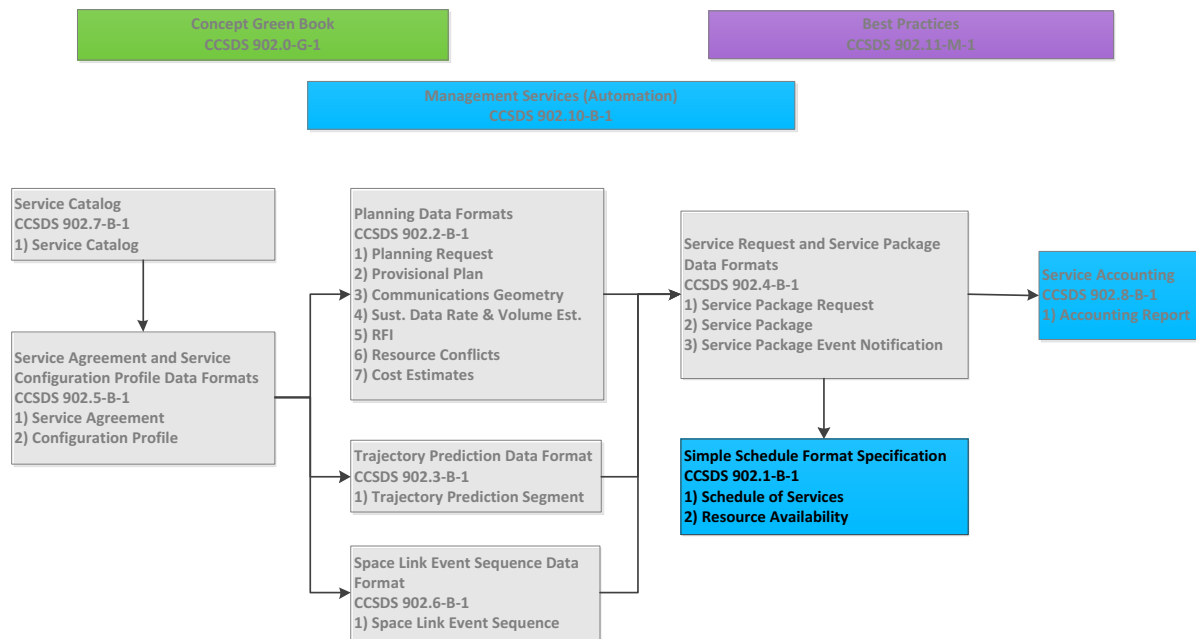 Concept Green Book
CCSDS 902.0-G-1
Best Practices
CCSDS 902.11-M-1
Management Services (Automation)
CCSDS 902.10-B-1
Service Catalog
CCSDS 902.7-B-1
1) Service Catalog
Service Agreement and Service
Configuration Profile Data Formats
CCSDS 902.5-B-1
1) Service Agreement
2) Configuration Profile
Planning Data Formats
CCSDS 902.2-B-1
1) Planning Request
2) Provisional Plan
3) Communications Geometry
4) Sust. Data Rate & Volume Est.
5) RFI
6) Resource Conflicts
7) Cost Estimates
Trajectory Prediction Data Format
CCSDS 902.3-B-1
1) Trajectory Prediction Segment
Space Link Event Sequence Data
Format
CCSDS 902.6-B-1
1) Space Link Event Sequence
Service Request and Service Package
Data Formats
CCSDS 902.4-B-1
1) Service Package Request
2) Service Package
3) Service Package Event Notification
Simple Schedule Format Specification
CCSDS 902.1-B-1
1) Schedule of Services
2) Resource Availability
Service Accounting
CCSDS 902.8-B-1
1) Accounting Report